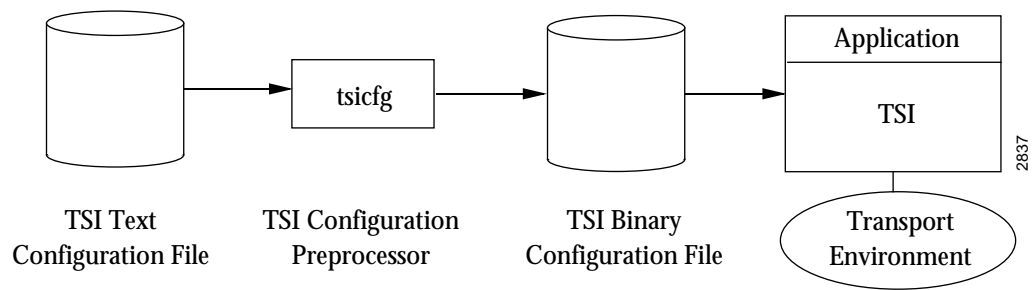 Application
tsicfg
TSI
2837
TSI Text
Configuration File
TSI Configuration
Preprocessor
TSI Binary
Configuration File
Transport
Environment